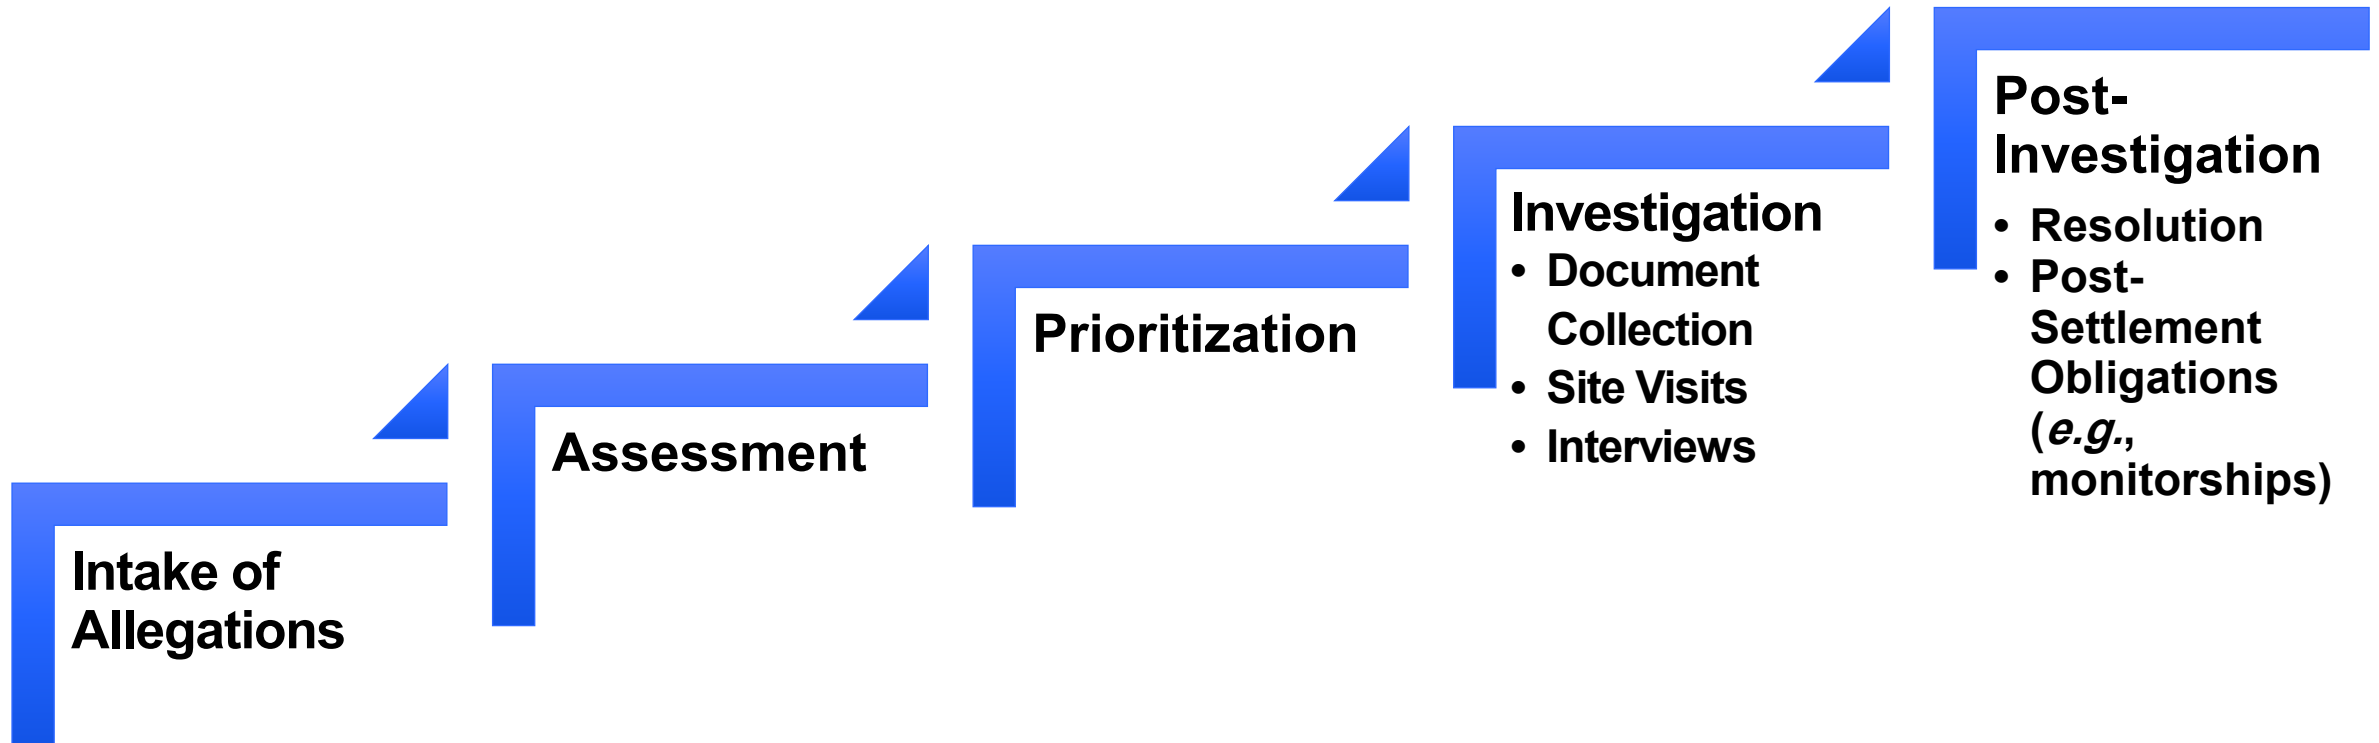 Intake of
Allegations
Assessment
Prioritization
Investigation
• Document
Collection
• Site Visits
• Interviews
Post-
Investigation
• Resolution
• Post-
Settlement
Obligations
(e.g.,
monitorships)